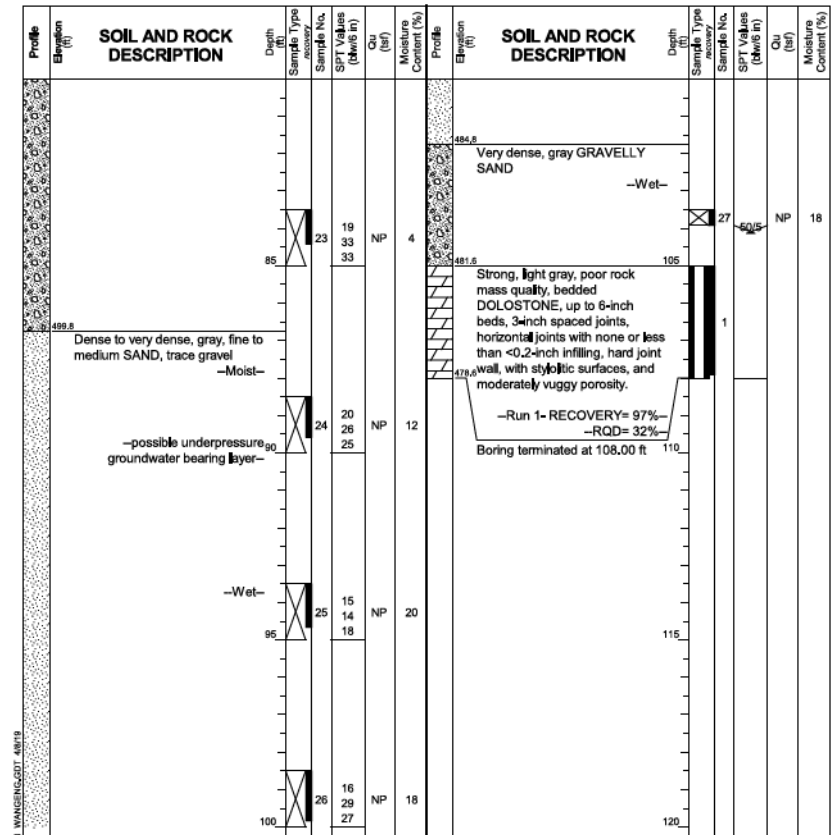 Profile
Elevation (ft)
SOIL AND ROCK DESCRIPTION
Depth (ft)
Sample Type recovery
Sample No.
SPT Values (blw/6 in)
Qu (tsf)
Moisture Content (%)
23
19
33
33
NP
4
85
499.8
Dense to very dense, gray, fine to
medium SAND, trace gravel
--Moist--
24
20
26
25
NP
12
--possible underpressure
groundwater bearing layer--
90
--Wet--
25
15
14
18
NP
20
95
26
16
29
27
NP
18
100
WANGENG.GDT 4/8/19
Profile
Elevation (ft)
SOIL AND ROCK DESCRIPTION
Depth (ft)
Sample Type recovery
Sample No.
SPT Values (blw/6 in)
Qu (tsf)
Moisture Content (%)
484.8
Very dense, gray GRAVELLY
SAND
--Wet--
27
50/5
NP
18
481.6
105
Strong, light gray, poor rock
mass quality, bedded
DOLOSTONE, up to 6-inch
beds, 3-inch spaced joints,
horizontal joints with none or less
than <0.2-inch infilling, hard joint
wall, with stylolitic surfaces, and
moderately vuggy porosity.
1
478.6
--Run 1- RECOVERY= 97%--
--RQD= 32%--
110
Boring terminated at 108.00 ft
115
120